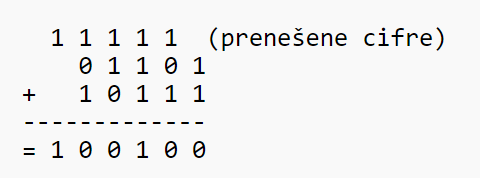 1 1 1 1 1 (prenešene cifre)
0 1 1 0 1
+ 1 0 1 1 1
-------------
= 1 0 0 1 0 0